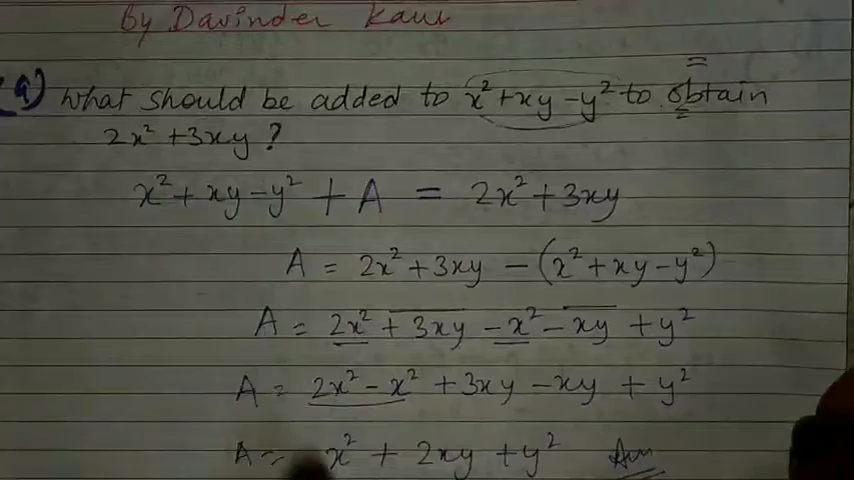 By Davinder Kaur
(a) What should be added to x² + xy - y² to obtain
2x² + 3xy ?
x² + xy - y² + A = 2x² + 3xy
A = 2x² + 3xy - (x² + xy - y²)
A = 2x² + 3xy - x² - xy + y²
A = 2x² - x² + 3xy - xy + y²
A = x² + 2xy + y² Ans